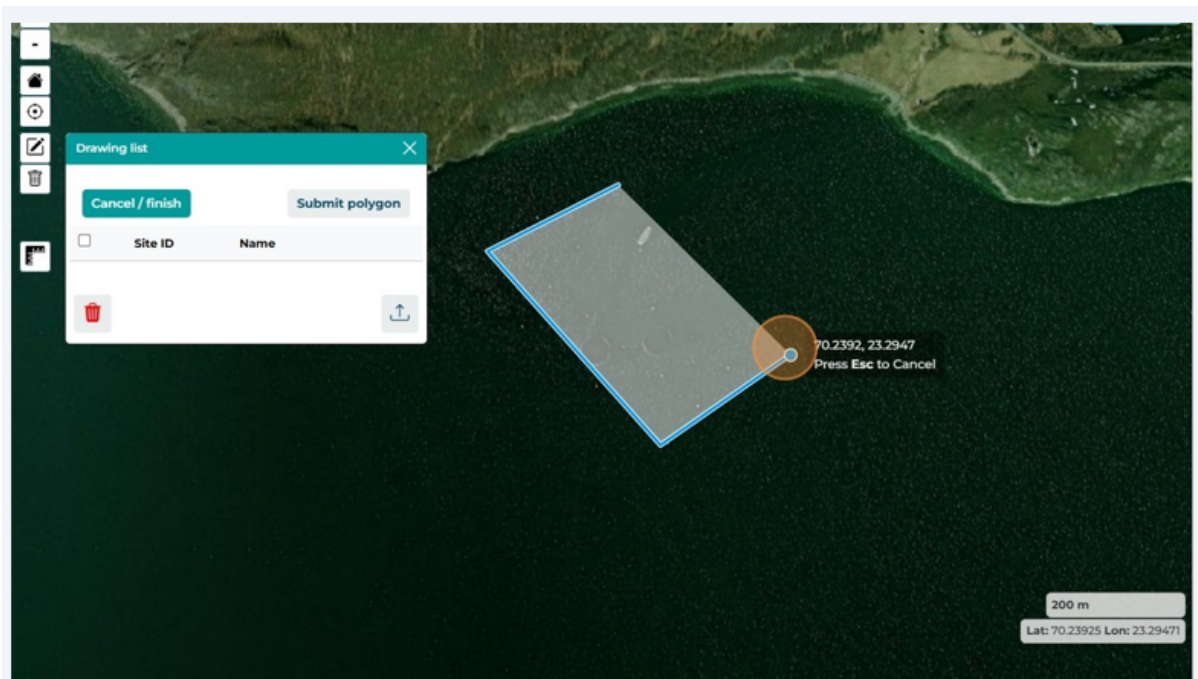 Drawing list
Cancel / finish
Submit polygon
Site ID Name
70.2392, 23.2947
Press Esc to Cancel
200 m
Lat: 70.23925 Lon: 23.29471